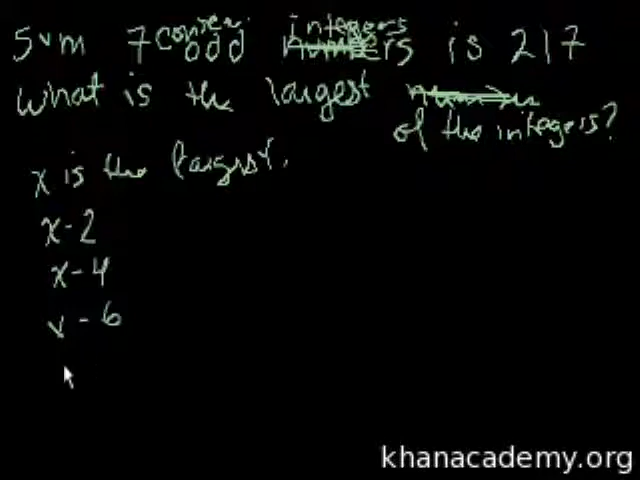 Sum 7 consec. odd integers is 217
What is the largest
of the integers?
x is the largest.
x - 2
x - 4
x - 6
khanacademy.org